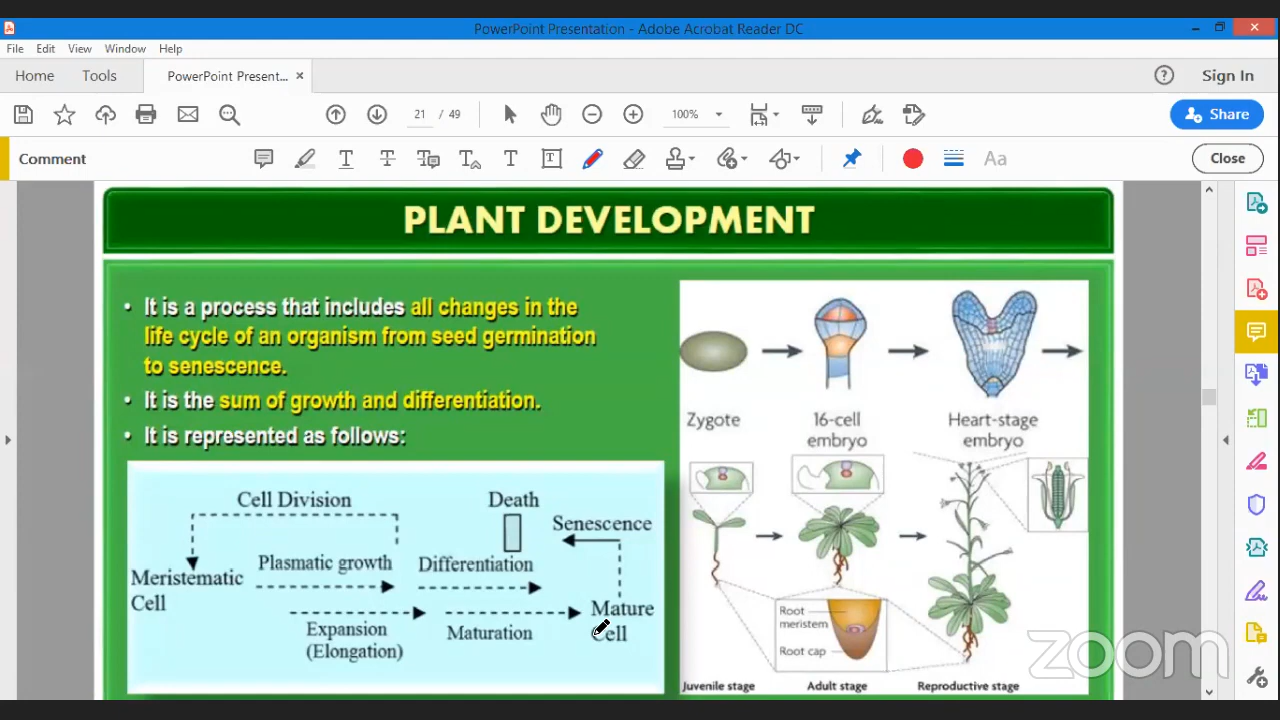 PowerPoint Presentation - Adobe Acrobat Reader DC
File Edit View Window Help
Home Tools PowerPoint Present... × Sign In
21 / 49 100% Share
Comment Aa Close
PLANT DEVELOPMENT
• It is a process that includes all changes in the
life cycle of an organism from seed germination
to senescence.
• It is the sum of growth and differentiation.
• It is represented as follows:
Cell Division
Death
Senescence
Plasmatic growth
Differentiation
Meristematic
Cell
Mature
Cell
Expansion
(Elongation)
Maturation
Zygote
16-cell
embryo
Heart-stage
embryo
Root
meristem
Root cap
Juvenile stage
Adult stage
Reproductive stage
zoom